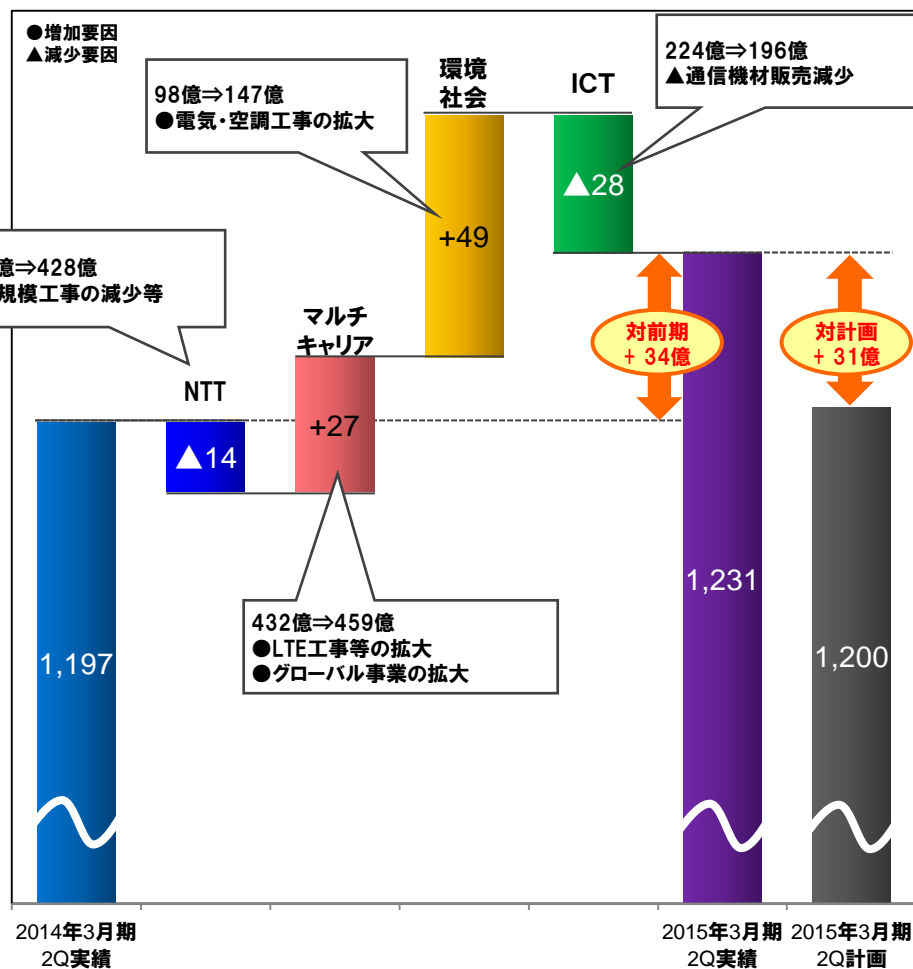 ●増加要因
▲減少要因
環境
社会
ICT
224億⇒196億
▲通信機材販売減少
98億⇒147億
●電気・空調工事の拡大
▲28
+49
億⇒428億
規模工事の減少等
マルチ
キャリア
NTT
対前期
+ 34億
対計画
+ 31億
▲14
+27
432億⇒459億
●LTE工事等の拡大
●グローバル事業の拡大
1,197
1,231
1,200
2014年3月期
2Q実績
2015年3月期
2Q実績
2015年3月期
2Q計画